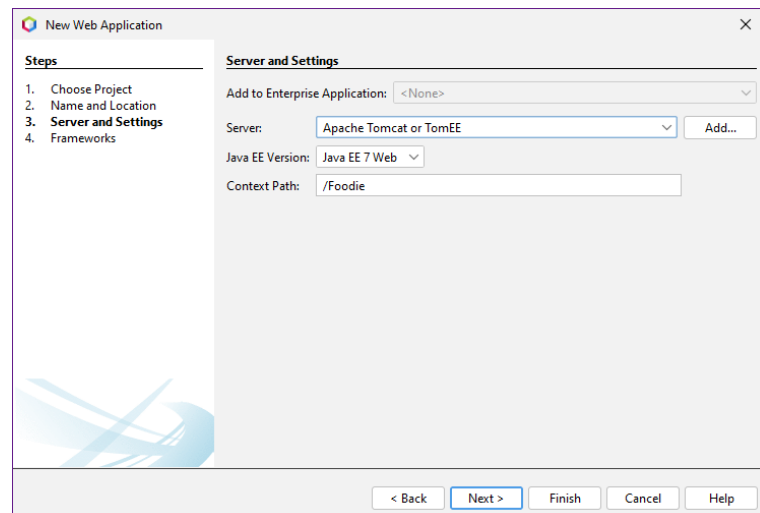 New Web Application
Steps
1. Choose Project
2. Name and Location
3. Server and Settings
4. Frameworks
Server and Settings
Add to Enterprise Application: <None>
Server: Apache Tomcat or TomEE Add...
Java EE Version: Java EE 7 Web
Context Path: /Foodie
< Back Next > Finish Cancel Help